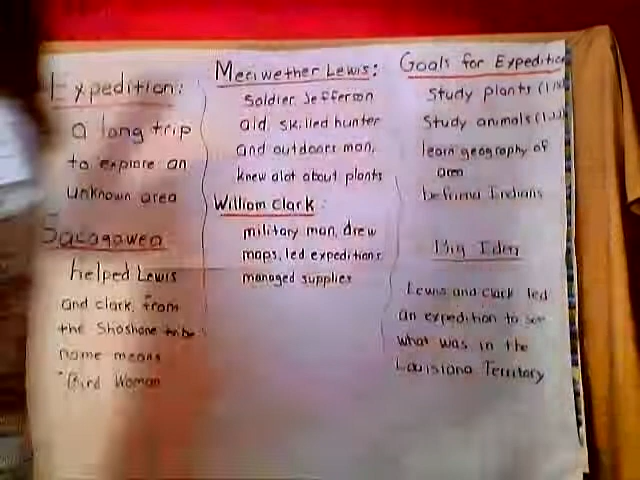 Expedition:
a long trip
to explore an
unknown area
Sacagawea
helped Lewis
and clark. from
the Shoshone tribe
name means
"Bird Woman
Meriwether Lewis:
Soldier, Jefferson
aid, skilled hunter
and outdoors man,
knew alot about plants
William Clark:
military man, drew
maps, led expeditions
managed supplies
Goals for Expedition
Study plants
Study animals
learn geography of
area
befriend Indians
Big Idea
Lewis and Clark led
an expedition to see
what was in the
Louisiana Territory